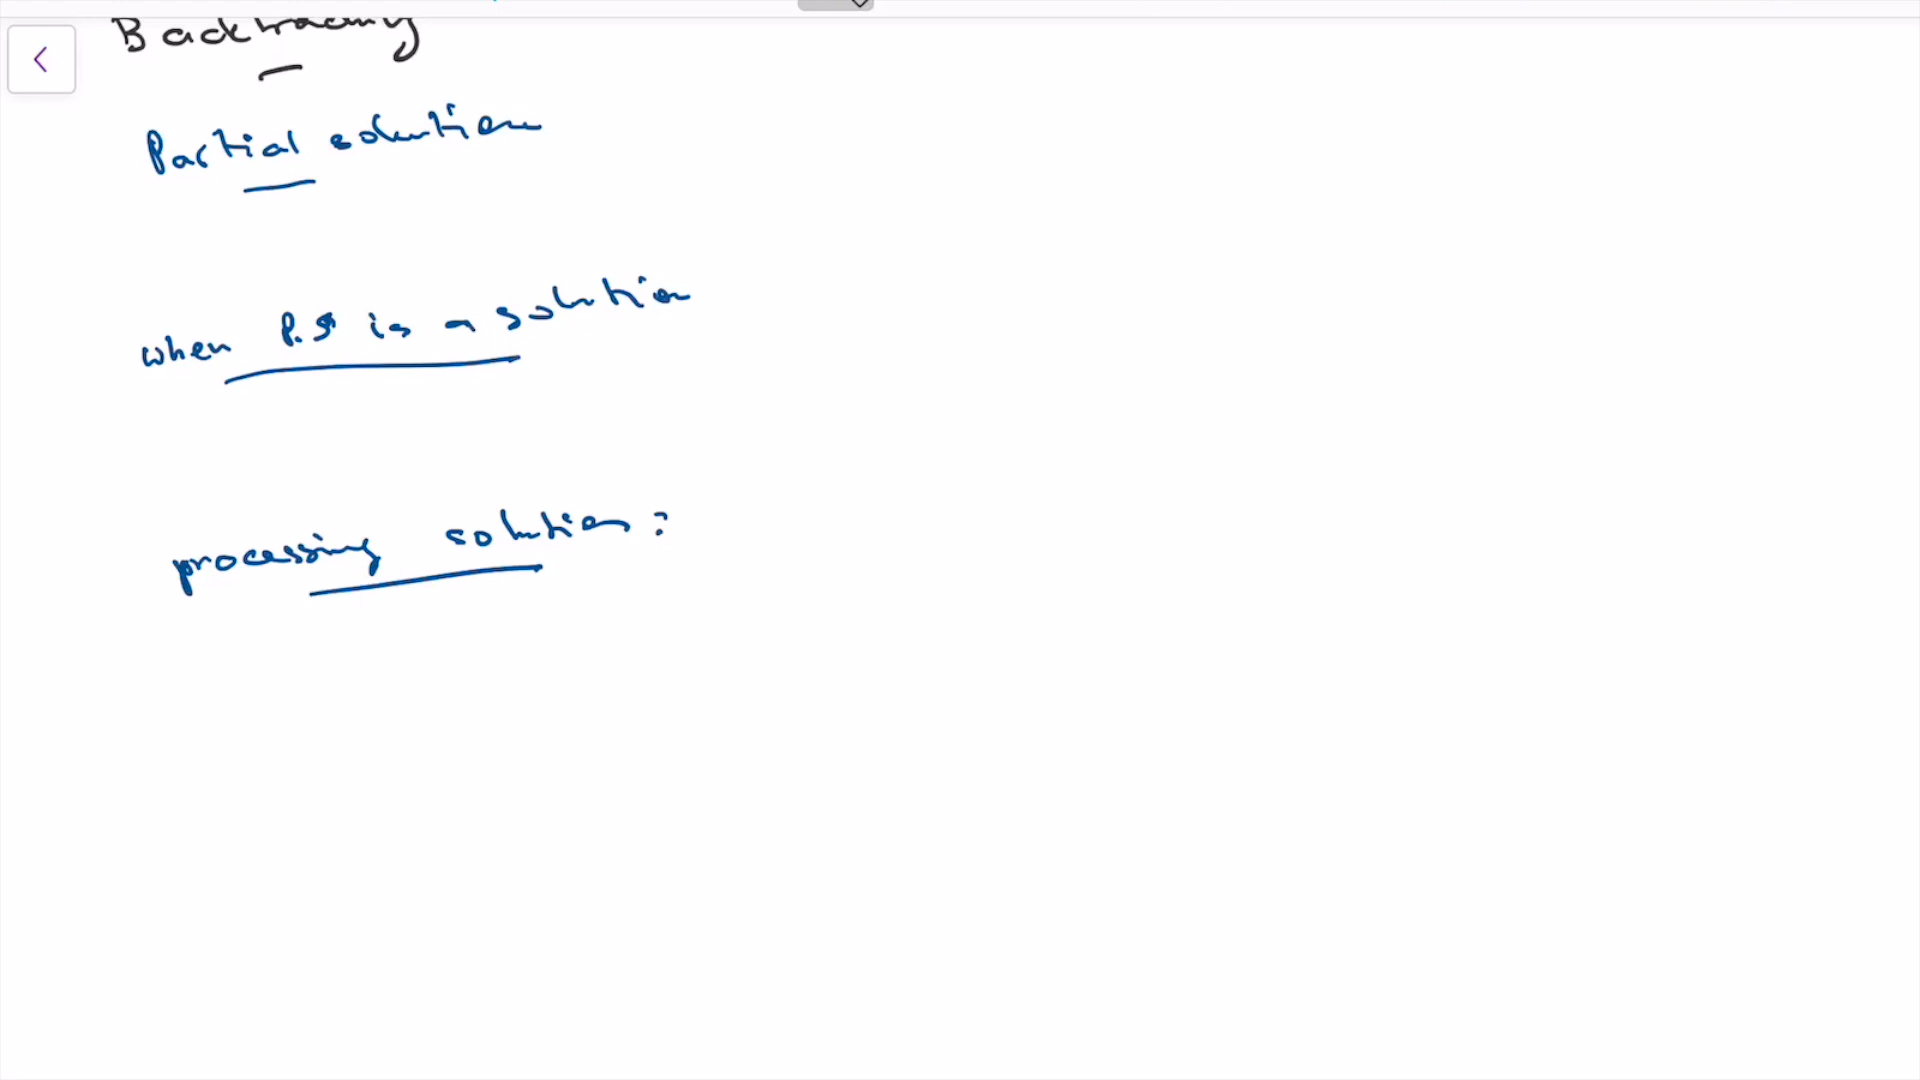 Backtracking
Partial solution
when P.S is a solution
processing solution: